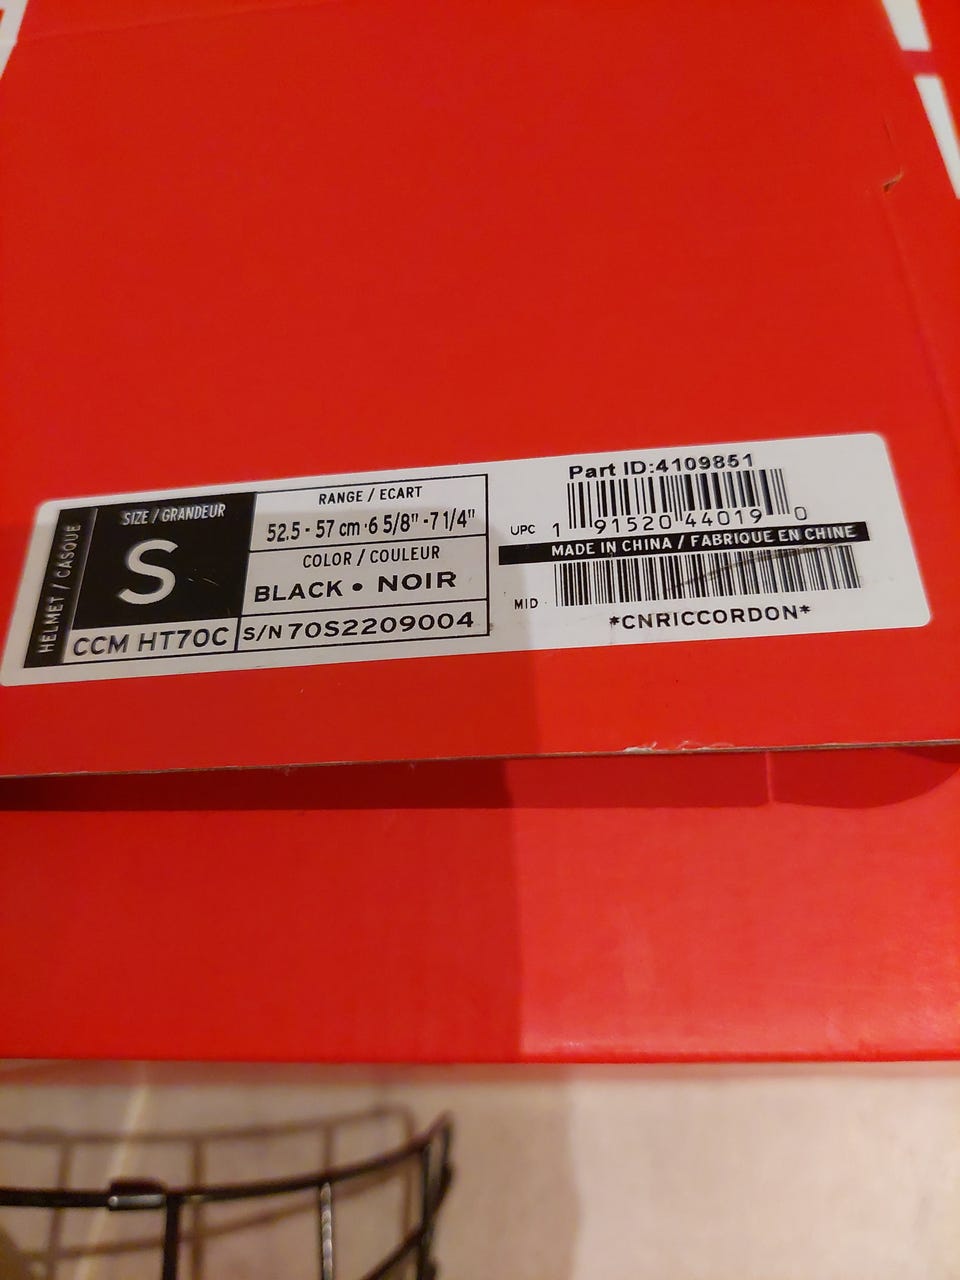 HELMET / CASQUE
SIZE / GRANDEUR
S
CCM HT70C
RANGE / ECART
52.5 - 57 cm · 6 5/8" - 7 1/4"
COLOR / COULEUR
BLACK • NOIR
S/N 70S2209004
Part ID:4109851
UPC 1 91520 44019 0
MADE IN CHINA / FABRIQUE EN CHINE
MID
*CNRICCORDON*